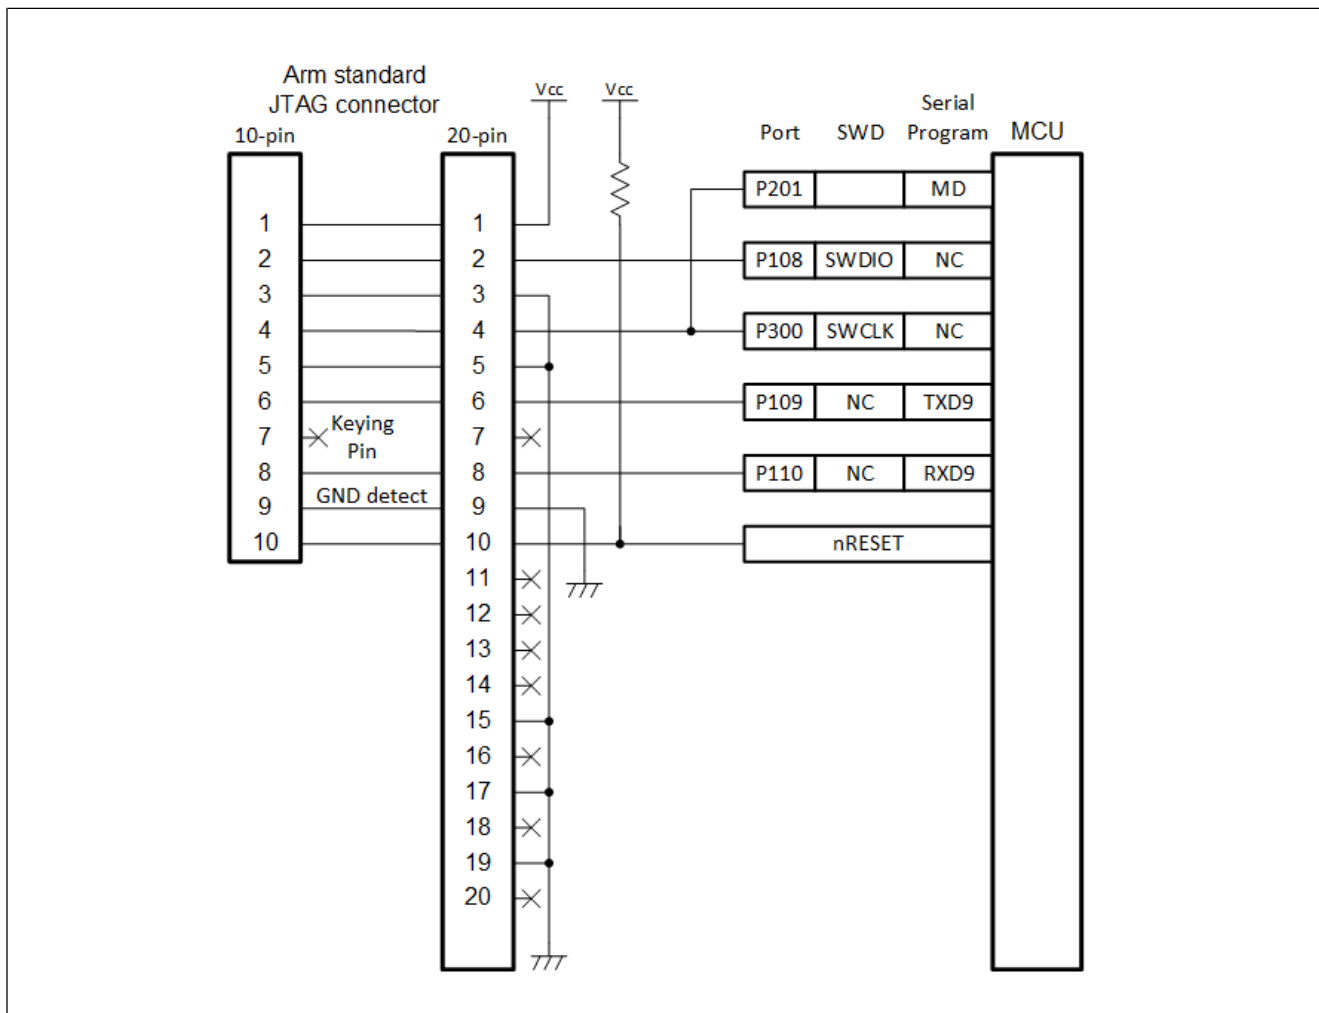 Arm standard
JTAG connector
10-pin
20-pin
Vcc
Vcc
Port
SWD
Serial
Program
MCU
P201
MD
1
1
2
2
P108
SWDIO
NC
3
3
4
4
P300
SWCLK
NC
5
5
6
6
P109
NC
TXD9
7
Keying
Pin
7
8
8
P110
NC
RXD9
GND detect
9
9
10
10
nRESET
11
12
13
14
15
16
17
18
19
20